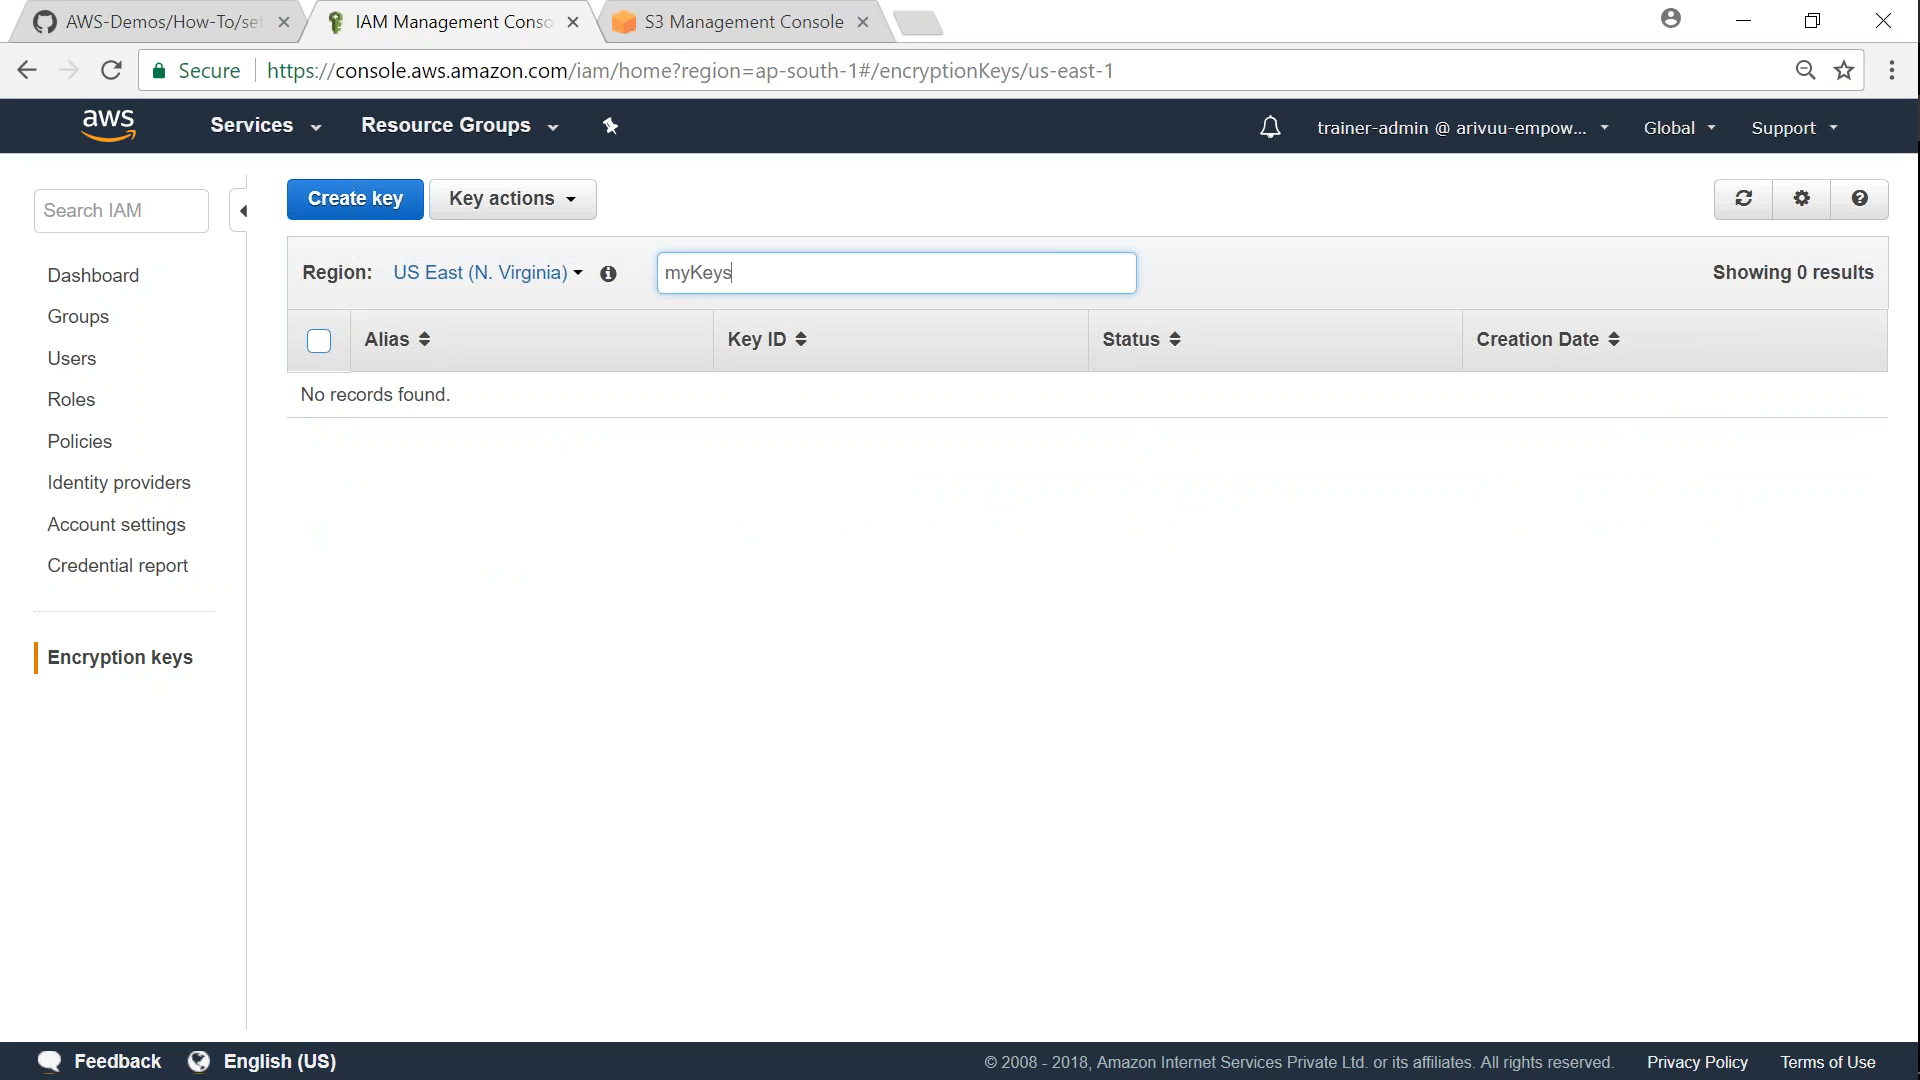 AWS-Demos/How-To/set
IAM Management Conso
S3 Management Console
Secure
https://console.aws.amazon.com/iam/home?region=ap-south-1#/encryptionKeys/us-east-1
aws
Services
Resource Groups
trainer-admin @ arivuu-empow...
Global
Support
Search IAM
Dashboard
Groups
Users
Roles
Policies
Identity providers
Account settings
Credential report
Encryption keys
Create key
Key actions
Region: US East (N. Virginia)
myKeys
Showing 0 results
Alias
Key ID
Status
Creation Date
No records found.
Feedback
English (US)
© 2008 - 2018, Amazon Internet Services Private Ltd. or its affiliates. All rights reserved.
Privacy Policy
Terms of Use